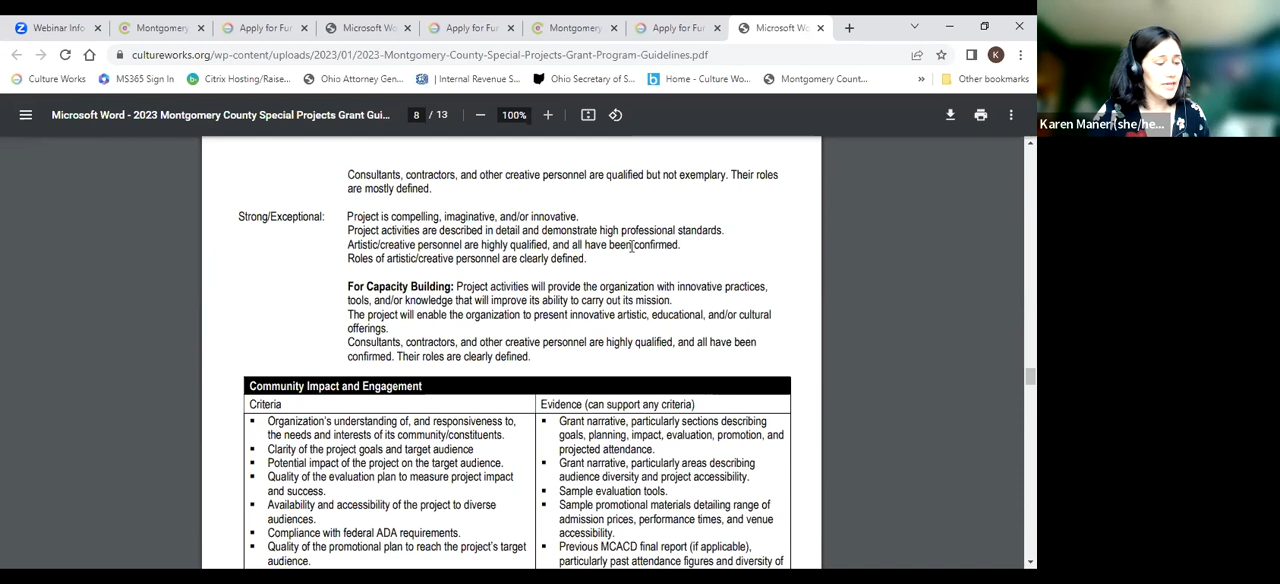 Webinar Info
Montgomery
Apply for Fun
Microsoft Wor
Apply for Fun
Montgomery
Apply for Fun
Microsoft Wor
cultureworks.org/wp-content/uploads/2023/01/2023-Montgomery-County-Special-Projects-Grant-Program-Guidelines.pdf
K
Culture Works
MS365 Sign In
Citrix Hosting/Raise...
Ohio Attorney Gen...
| Internal Revenue S...
Ohio Secretary of S...
Home - Culture Wo...
Montgomery Count...
»
Other bookmarks
Microsoft Word - 2023 Montgomery County Special Projects Grant Gui...
8 / 13
100%
Karen Maner (she/he...
Consultants, contractors, and other creative personnel are qualified but not exemplary. Their roles
are mostly defined.
Strong/Exceptional:
Project is compelling, imaginative, and/or innovative.
Project activities are described in detail and demonstrate high professional standards.
Artistic/creative personnel are highly qualified, and all have been confirmed.
Roles of artistic/creative personnel are clearly defined.
For Capacity Building: Project activities will provide the organization with innovative practices,
tools, and/or knowledge that will improve its ability to carry out its mission.
The project will enable the organization to present innovative artistic, educational, and/or cultural
offerings.
Consultants, contractors, and other creative personnel are highly qualified, and all have been
confirmed. Their roles are clearly defined.
Community Impact and Engagement
Criteria
▪ Organization's understanding of, and responsiveness to,
the needs and interests of its community/constituents.
▪ Clarity of the project goals and target audience
▪ Potential impact of the project on the target audience.
▪ Quality of the evaluation plan to measure project impact
and success.
▪ Availability and accessibility of the project to diverse
audiences.
▪ Compliance with federal ADA requirements.
▪ Quality of the promotional plan to reach the project's target
audience.
Evidence (can support any criteria)
▪ Grant narrative, particularly sections describing
goals, planning, impact, evaluation, promotion, and
projected attendance.
▪ Grant narrative, particularly areas describing
audience diversity and project accessibility.
▪ Sample evaluation tools.
▪ Sample promotional materials detailing range of
admission prices, performance times, and venue
accessibility.
▪ Previous MCACD final report (if applicable),
particularly past attendance figures and diversity of